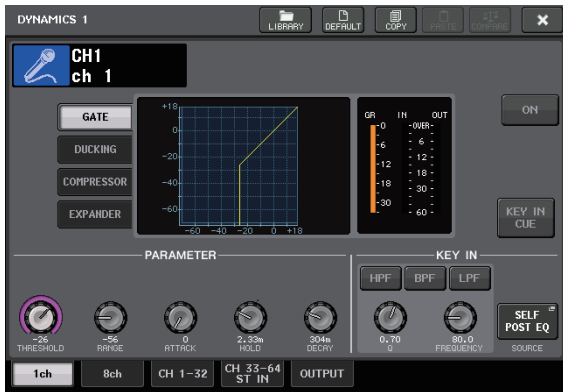 DYNAMICS 1
LIBRARY DEFAULT COPY PASTE COMPARE
CH1
ch 1
GATE
DUCKING
COMPRESSOR
EXPANDER
+18
0
-20
-40
-60
-60 -40 -20 0 +18
GR IN OUT
-0 -OVER-
-6 - 6 -
-12 - 12 -
-18 - 18 -
-30 - 30 -
- 60 -
ON
KEY IN
CUE
PARAMETER
-26
THRESHOLD
-56
RANGE
0
ATTACK
2.33m
HOLD
304m
DECAY
KEY IN
HPF BPF LPF
0.70
Q
80.0
FREQUENCY
SELF
POST EQ
SOURCE
1ch 8ch CH 1-32 CH 33-64
ST IN OUTPUT